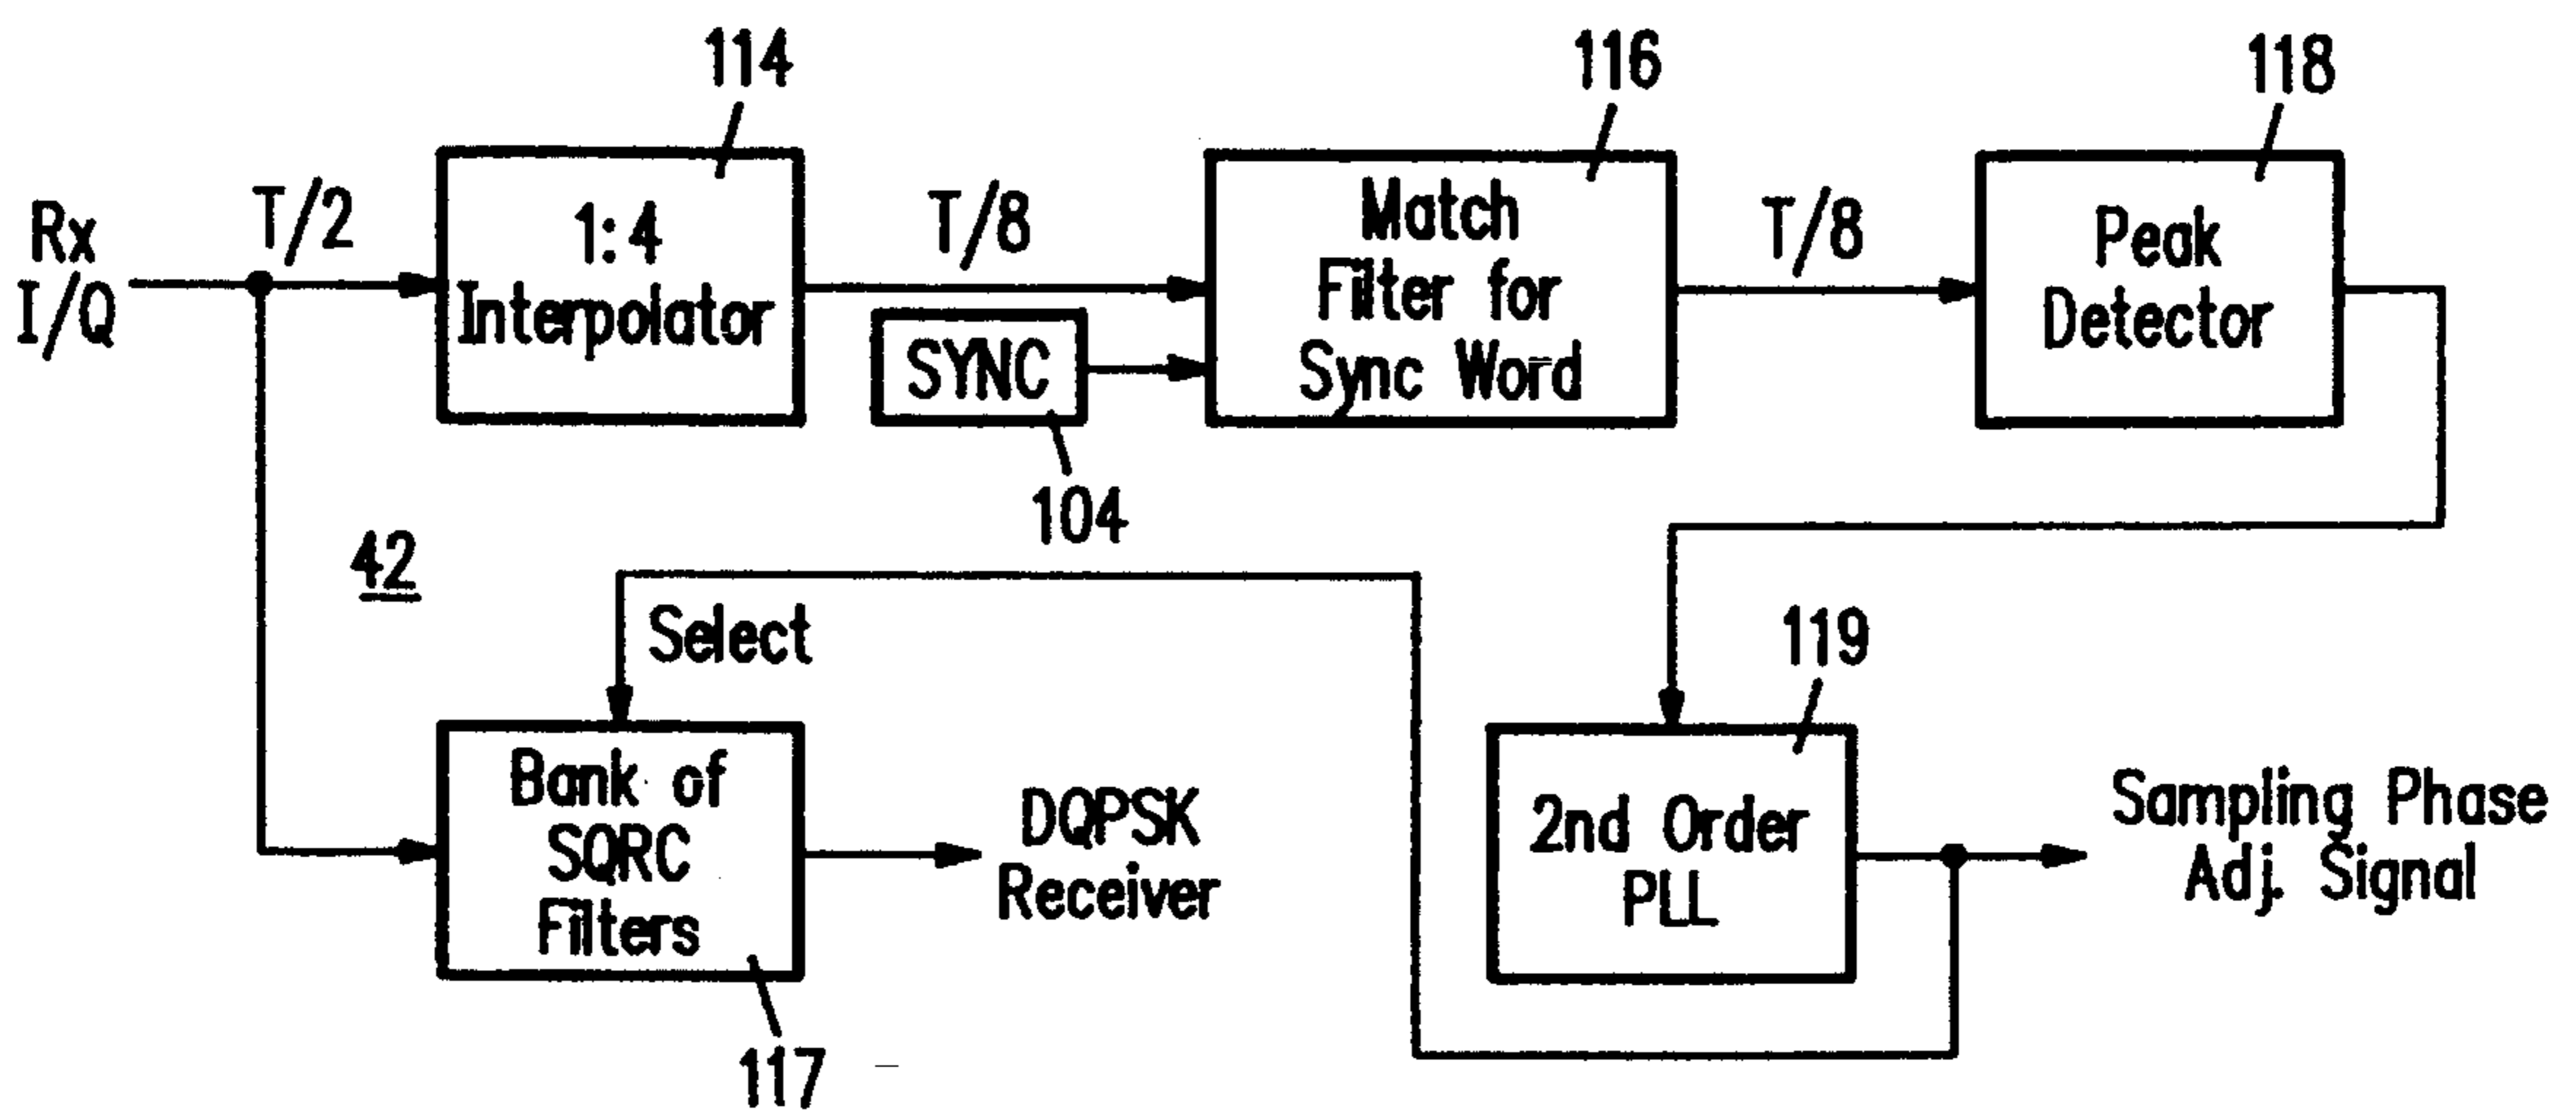 114
116
118
Rx
I/Q
T/2
1:4
Interpolator
T/8
SYNC
104
Match
Filter for
Sync Word
T/8
Peak
Detector
42
Select
119
Bank of
SQRC
Filters
117
DQPSK
Receiver
2nd Order
PLL
Sampling Phase
Adj. Signal